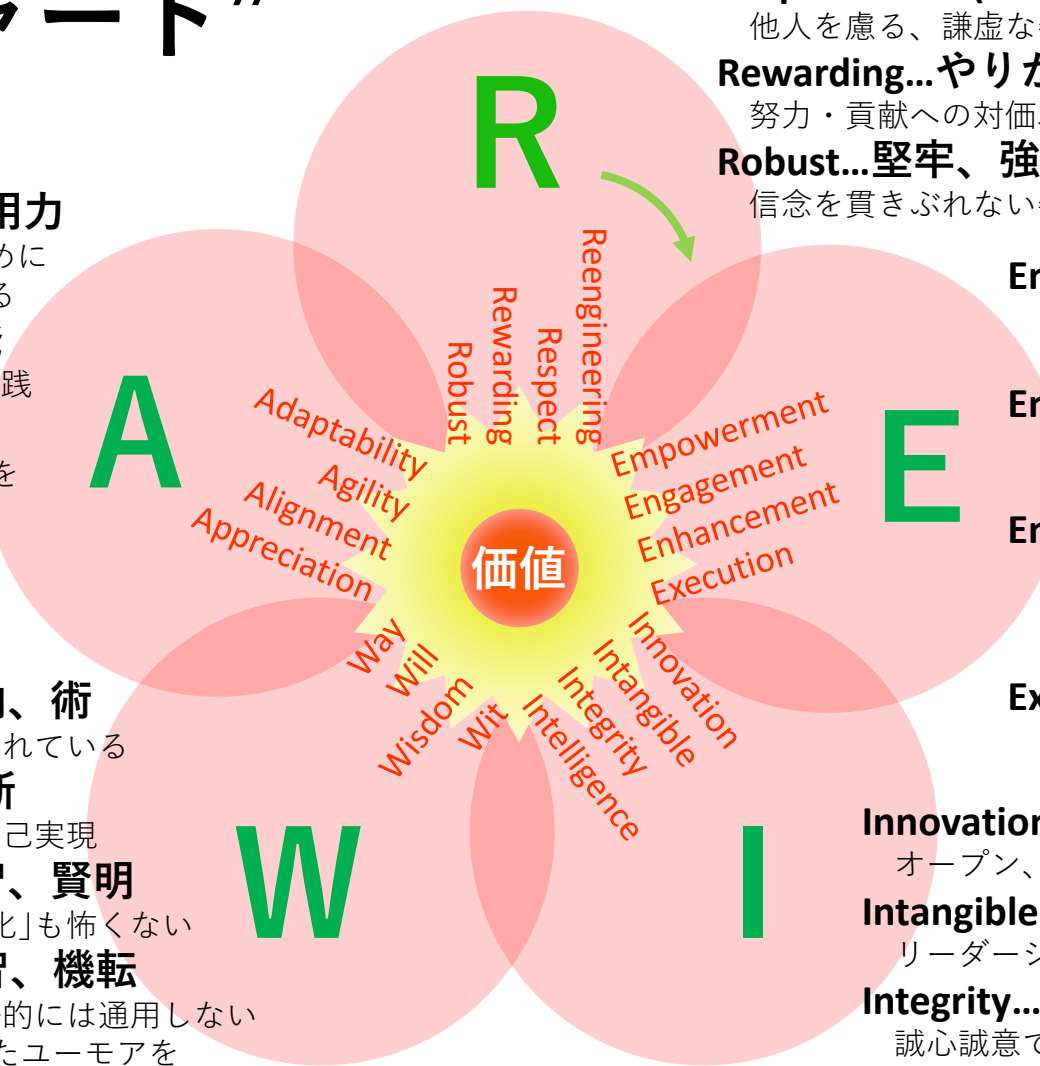 ャート”
他人を慮る、謙虚な
Rewarding…やりが
努力・貢献への対価
Robust…堅牢、強
信念を貫きぶれない
R
用力
めに
る
践
を
A
E
En
En
En
Ex
Robust
Rewarding
Respect
Reengineering
Empowerment
Engagement
Enhancement
Execution
Innovation
Intangible
Integrity
Intelligence
Wit
Wisdom
Will
Way
Appreciation
Alignment
Agility
Adaptability
価値
、術
れている
己実現
、賢明
化」も怖くない
、機転
的には通用しない
たユーモアを
W
I
Innovation
オープン、
Intangible
リーダーシ
Integrity…
誠心誠意で